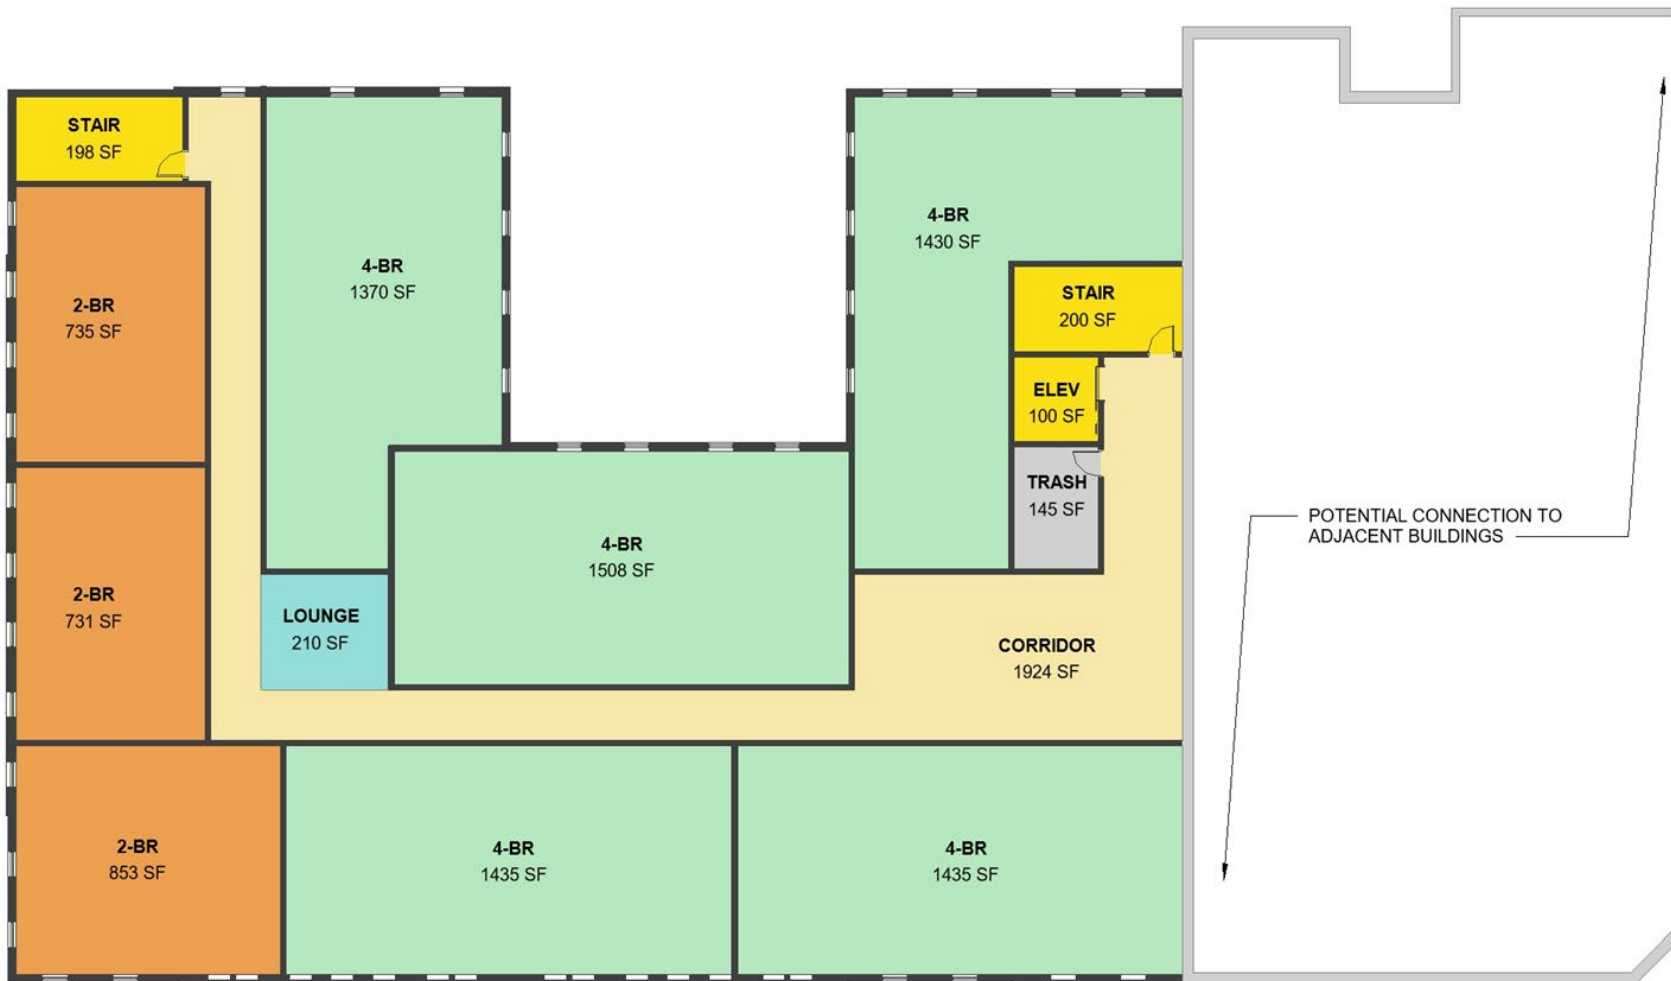 STAIR
198 SF
2-BR
735 SF
4-BR
1370 SF
4-BR
1430 SF
STAIR
200 SF
ELEV
100 SF
TRASH
145 SF
POTENTIAL CONNECTION TO
ADJACENT BUILDINGS
4-BR
1508 SF
2-BR
731 SF
LOUNGE
210 SF
CORRIDOR
1924 SF
2-BR
853 SF
4-BR
1435 SF
4-BR
1435 SF